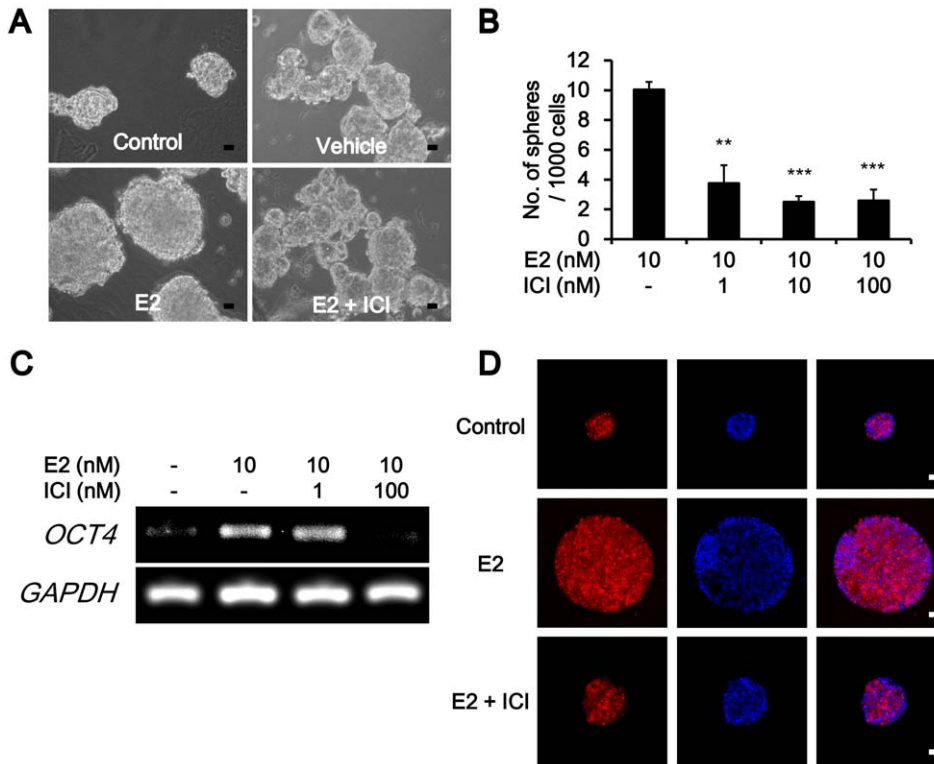 A
Control
Vehicle
E2
E2 + ICI
B
No. of spheres
/ 1000 cells
12
10
8
6
4
2
0
**
***
***
E2 (nM) 10 10 10 10
ICI (nM) - 1 10 100
C
E2 (nM) - 10 10 10
ICI (nM) - - 1 100
OCT4
GAPDH
D
Control
E2
E2 + ICI